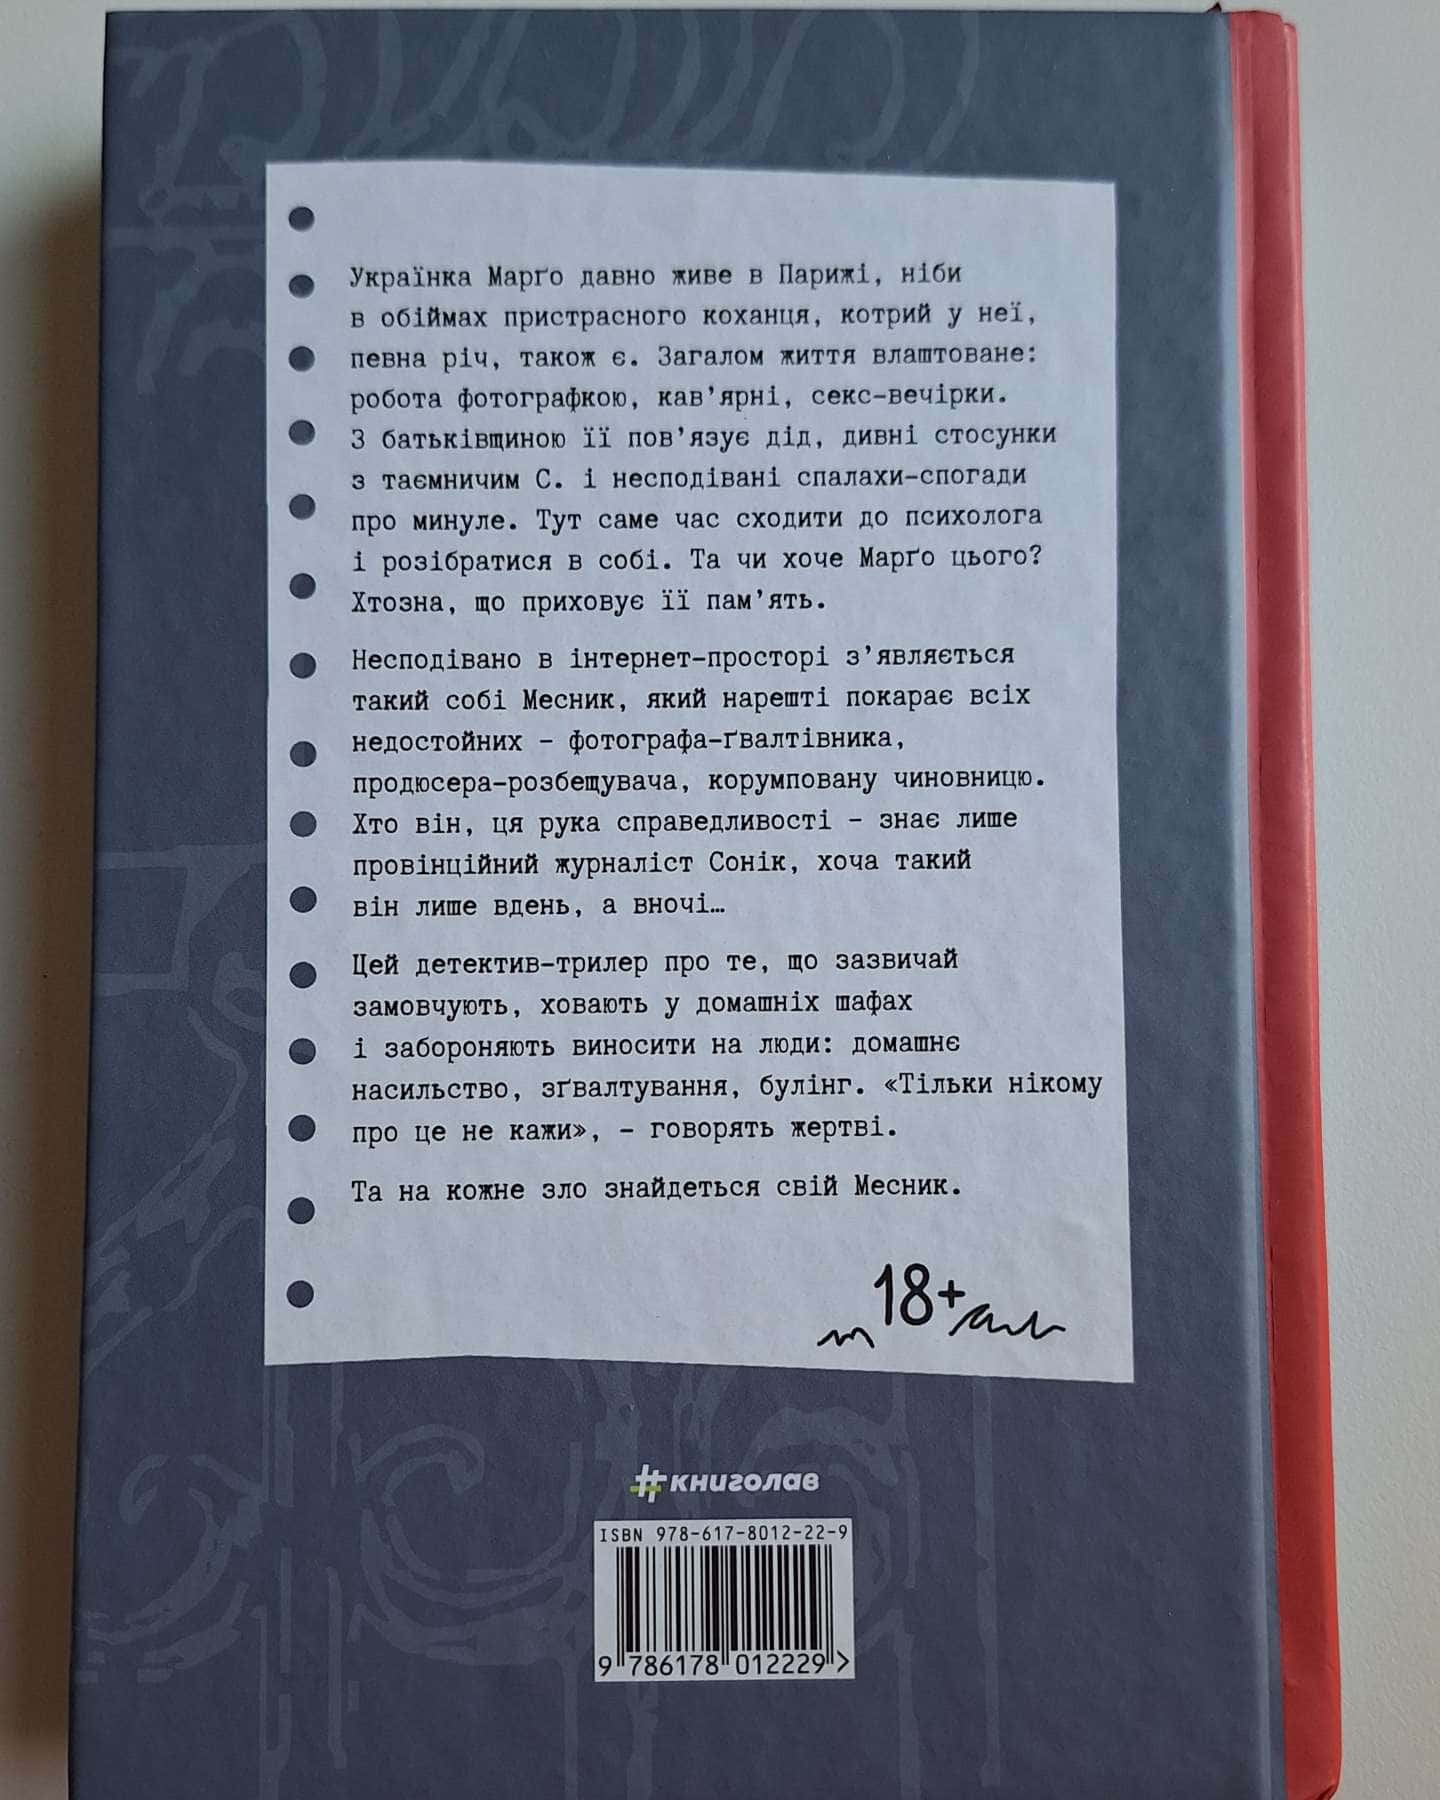 Українка Марґо давно живе в Парижі, ніби
в обіймах пристрасного коханця, котрий у неї,
певна річ, також є. Загалом життя влаштоване:
робота фотографкою, кав’ярні, секс-вечірки.
З батьківщиною її пов’язує дід, дивні стосунки
з таємничим С. і несподівані спалахи-спогади
про минуле. Тут саме час сходити до психолога
і розібратися в собі. Та чи хоче Марґо цього?
Хтозна, що приховує її пам’ять.
Несподівано в інтернет-просторі з’являється
такий собі Месник, який нарешті покарає всіх
недостойних – фотографа-ґвалтівника,
продюсера-розбещувача, корумповану чиновницю.
Хто він, ця рука справедливості – знає лише
провінційний журналіст Сонік, хоча такий
він лише вдень, а вночі…
Цей детектив-трилер про те, що зазвичай
замовчують, ховають у домашніх шафах
і забороняють виносити на люди: домашнє
насильство, зґвалтування, булінг. «Тільки нікому
про це не кажи», – говорять жертві.
Та на кожне зло знайдеться свій Месник.
18+
#книголав
ISBN 978-617-8012-22-9
9 786178 012229 >